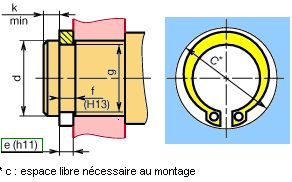 k
min
d
f
(H13)
g
e (h11)
C*
* c : espace libre nécessaire au montage